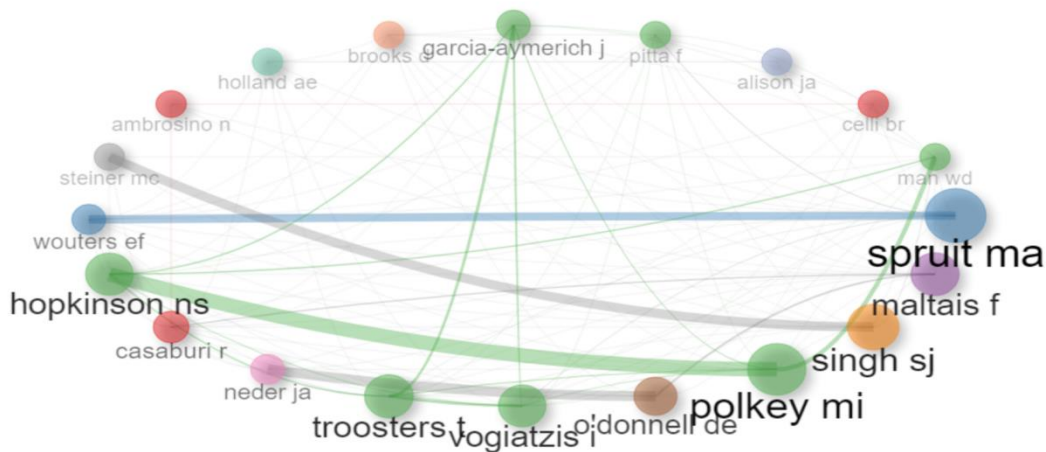 garcia-aymerich j
brooks d
pitta f
holland ae
alison ja
ambrosino n
celli br
steiner mc
man wd
wouters ef
spruit ma
hopkinson ns
maltais f
casaburi r
singh sj
neder ja
polkey mi
troosters t
vogiatzis i
o'donnell de